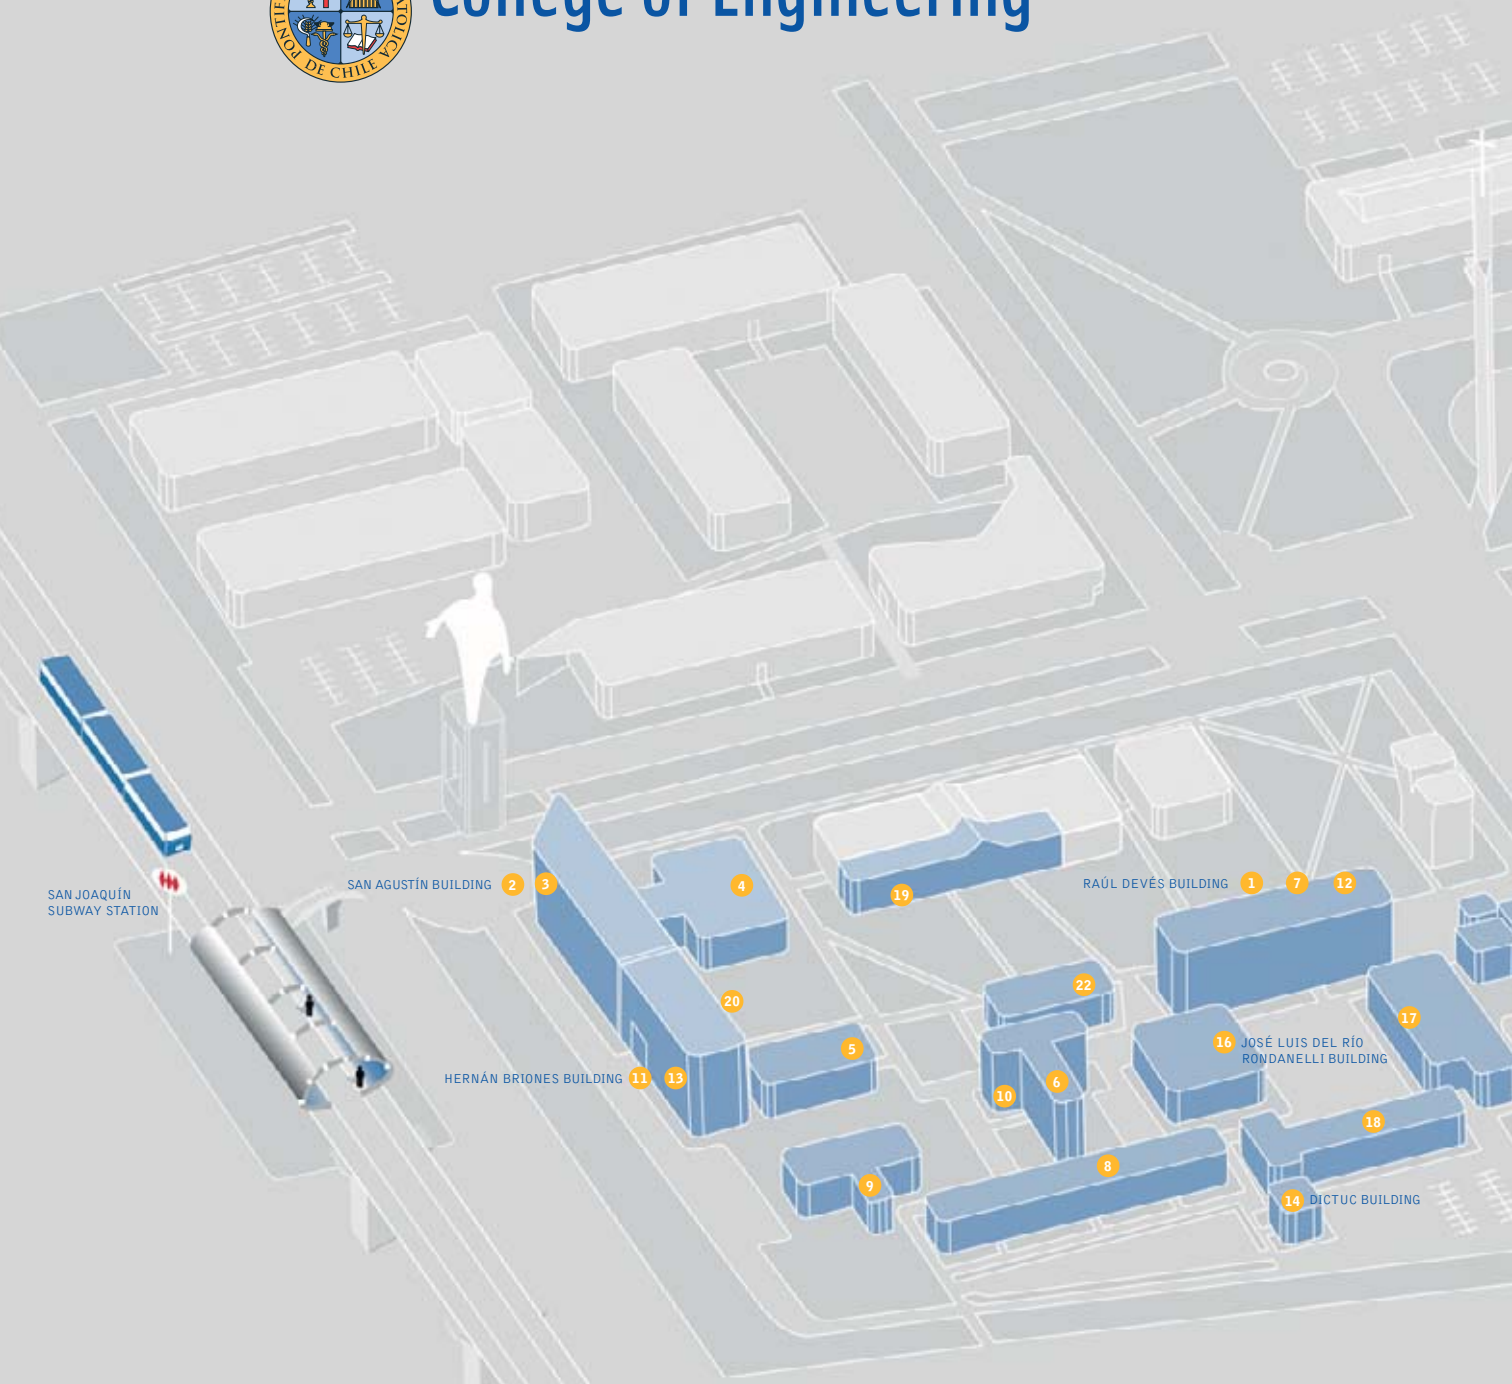 College of Engineering
PONTIF
ATOLICA
DE CHILE
SAN AGUSTÍN BUILDING 2 3
4
19
RAÚL DEVÉS BUILDING 1 7 12
SAN JOAQUÍN
SUBWAY STATION
22
20
17
5
16 JOSÉ LUIS DEL RÍO
RONDANELLI BUILDING
HERNÁN BRIONES BUILDING 11 13
6
10
18
8
9
14 DICTUC BUILDING